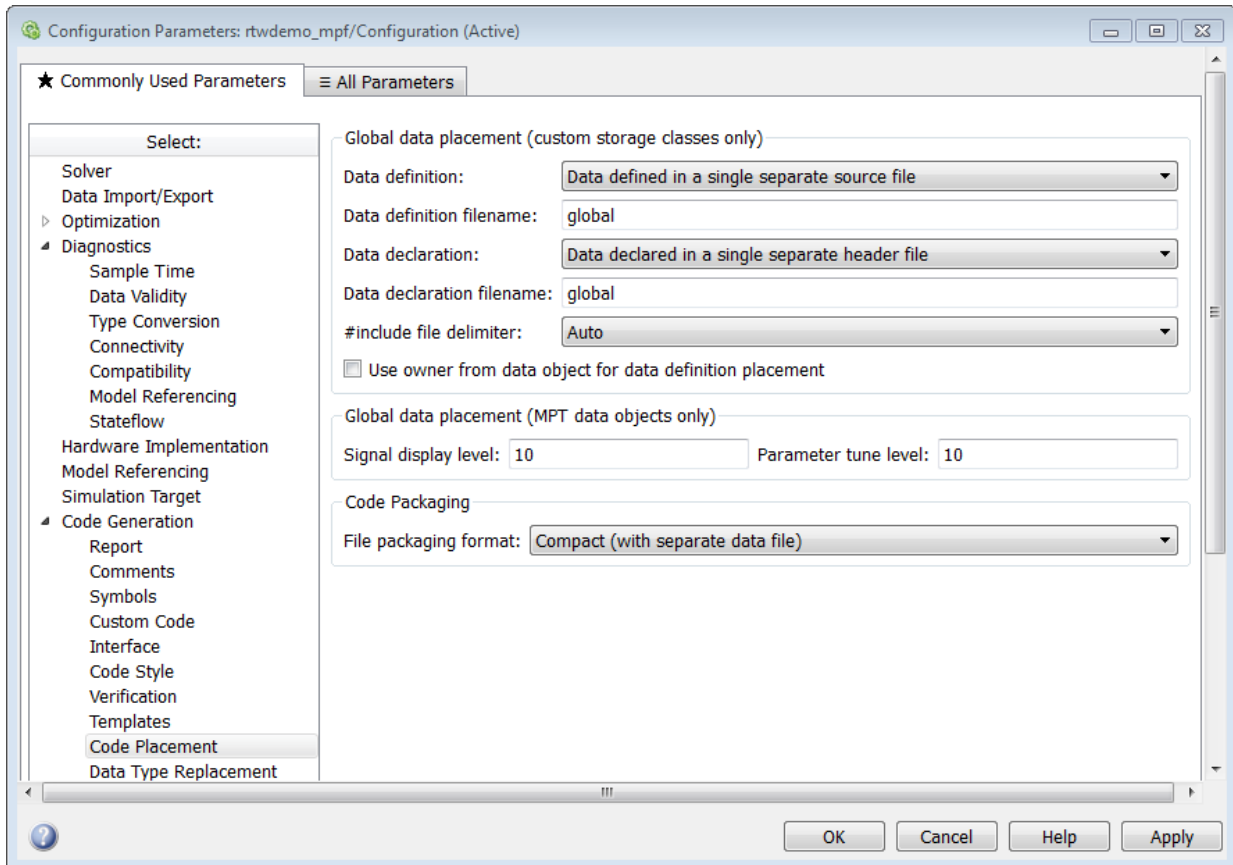 Configuration Parameters: rtwdemo_mpf/Configuration (Active)
★ Commonly Used Parameters
≡ All Parameters
Select:
Solver
Data Import/Export
Optimization
Diagnostics
Sample Time
Data Validity
Type Conversion
Connectivity
Compatibility
Model Referencing
Stateflow
Hardware Implementation
Model Referencing
Simulation Target
Code Generation
Report
Comments
Symbols
Custom Code
Interface
Code Style
Verification
Templates
Code Placement
Data Type Replacement
Global data placement (custom storage classes only)
Data definition: Data defined in a single separate source file
Data definition filename: global
Data declaration: Data declared in a single separate header file
Data declaration filename: global
#include file delimiter: Auto
Use owner from data object for data definition placement
Global data placement (MPT data objects only)
Signal display level: 10 Parameter tune level: 10
Code Packaging
File packaging format: Compact (with separate data file)
? OK Cancel Help Apply